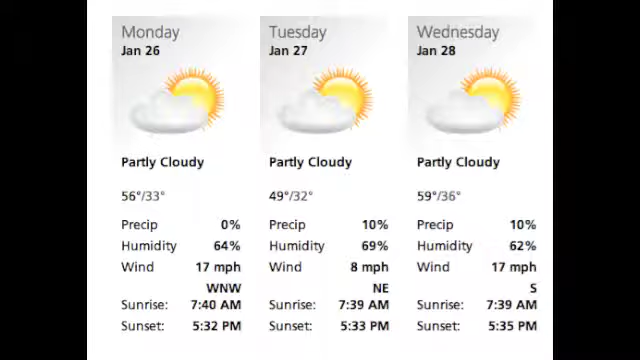 Monday
Jan 26
Partly Cloudy
56°/33°
Precip 0%
Humidity 64%
Wind 17 mph
WNW
Sunrise: 7:40 AM
Sunset: 5:32 PM
Tuesday
Jan 27
Partly Cloudy
49°/32°
Precip 10%
Humidity 69%
Wind 8 mph
NE
Sunrise: 7:39 AM
Sunset: 5:33 PM
Wednesday
Jan 28
Partly Cloudy
59°/36°
Precip 10%
Humidity 62%
Wind 17 mph
S
Sunrise: 7:39 AM
Sunset: 5:35 PM